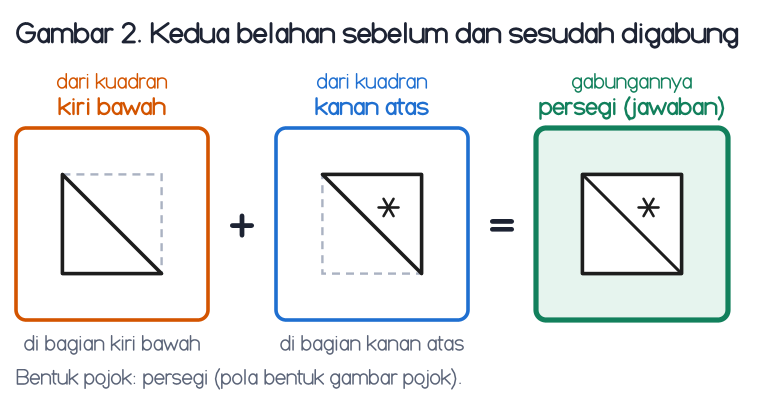 Gambar 2. Kedua belahan sebelum dan sesudah digabung
dari kuadran
kiri bawah
dari kuadran
kanan atas
gabungannya
persegi (jawaban)
+
=
di bagian kiri bawah
di bagian kanan atas
Bentuk pojok: persegi (pola bentuk gambar pojok).